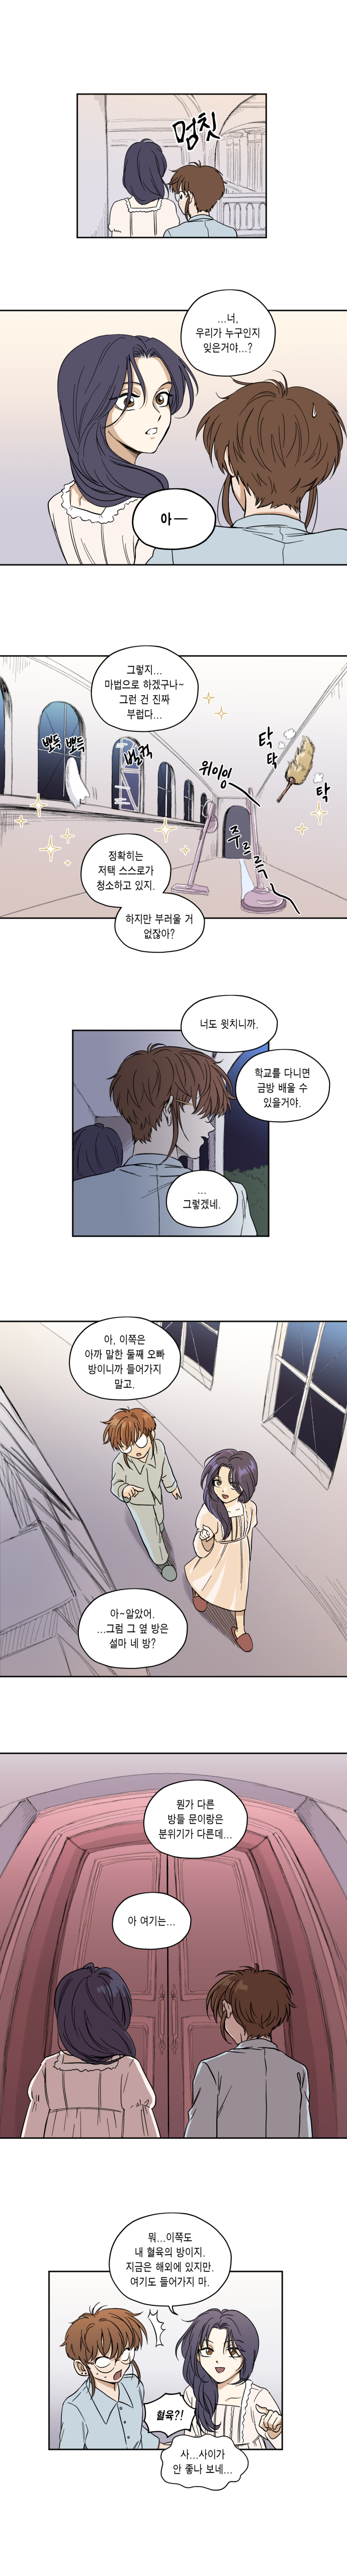 멈칫
...너,
우리가 누구인지
잊은거야...?
아—
그렇지...
마법으로 하겠구나~
그런 건 진짜
부럽다...
뽀득 뽀득
벌컥
위이잉
탁
탁
탁
주르륵
정확히는
저택 스스로가
청소하고 있지.
하지만 부러울 거
없잖아?
너도 윗치니까.
학교를 다니면
금방 배울 수
있을거야.
...
그렇겠네.
아, 이쪽은
아까 말한 둘째 오빠
방이니까 들어가지
말고.
아~알았어.
...그럼 그 옆 방은
설마 네 방?
뭔가 다른
방들 문이랑은
분위기가 다른데...
아 여기는...
뭐...이쪽도
내 혈육의 방이지.
지금은 해외에 있지만.
여기도 들어가지 마.
혈육?!
사...사이가
안 좋나 보네...